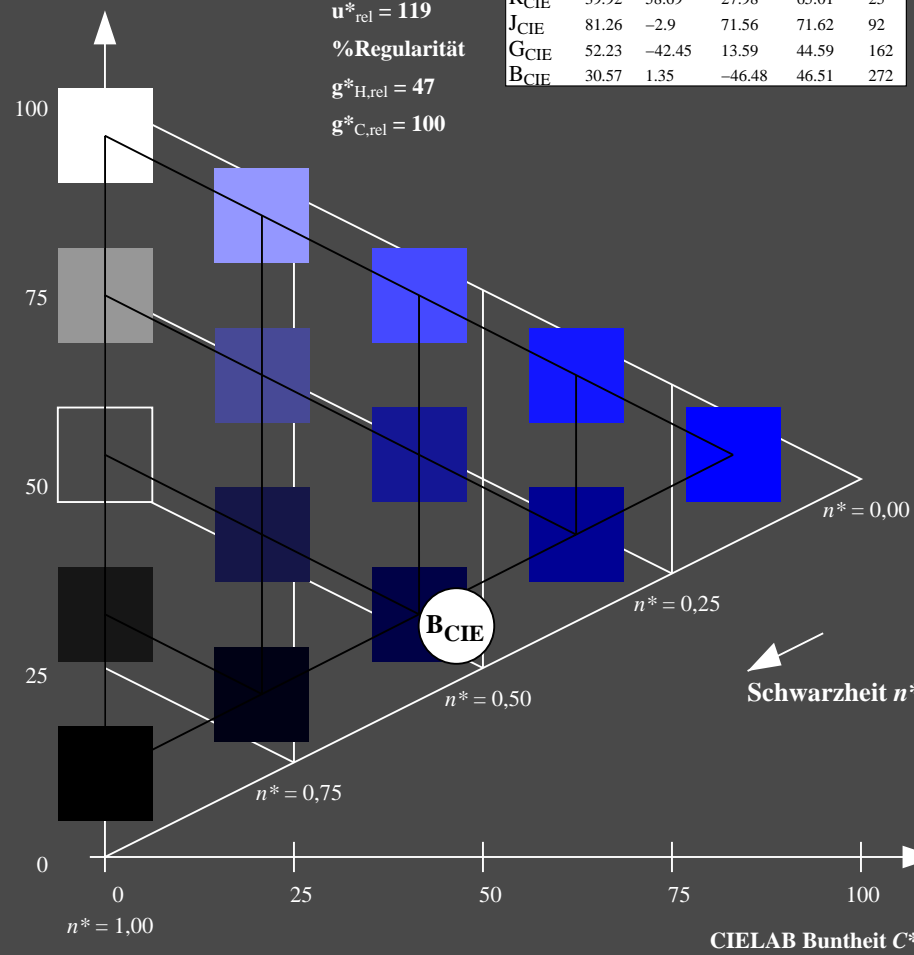 u*rel = 119
%Regularität
g*H,rel = 47
g*C,rel = 100
JCIE 81.26 −2.9 71.56 71.62 92
GCIE 52.23 −42.45 13.59 44.59 162
BCIE 30.57 1.35 −46.48 46.51 272
100
75
50
n* = 0,00
n* = 0,25
BCIE
25
Schwarzheit n*
n* = 0,50
n* = 0,75
0
0 25 50 75 100
n* = 1,00
CIELAB Buntheit C*